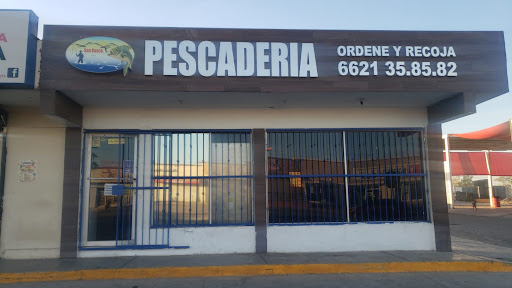 PESCADERIA
ORDENE Y RECOJA
6621 35.85.82